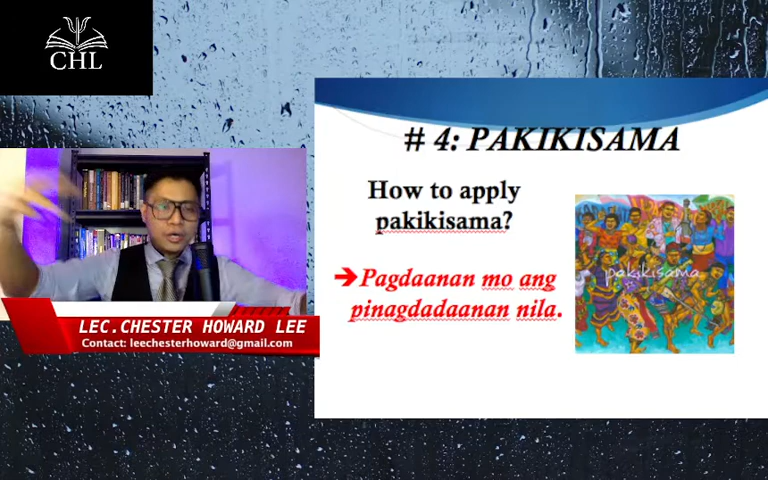 CHL
# 4: PAKIKISAMA
How to apply
pakikisama?
➔Pagdaanan mo ang
pinagdadaanan nila.
pakikisama
LEC.CHESTER HOWARD LEE
Contact: leechesterhoward@gmail.com